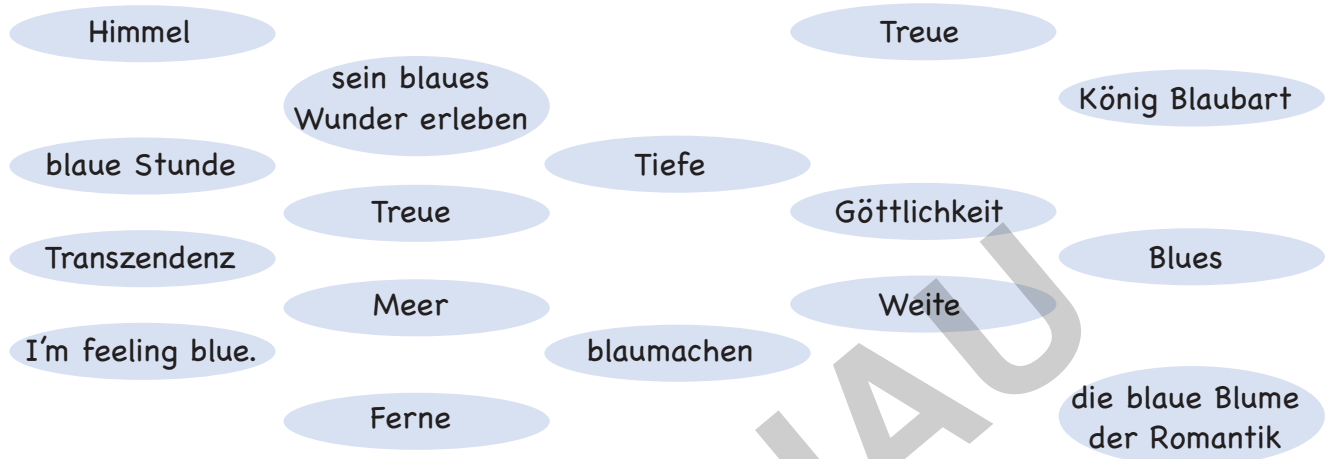 Himmel
Treue
sein blaues
Wunder erleben
König Blaubart
blaue Stunde
Tiefe
Treue
Göttlichkeit
Transzendenz
Blues
Meer
Weite
I'm feeling blue.
blaumachen
Ferne
die blaue Blume
der Romantik
AU